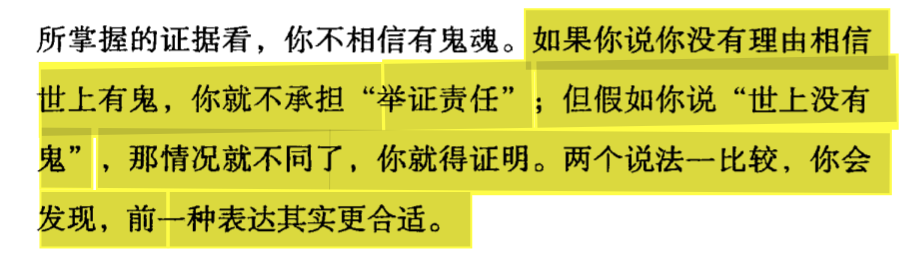 所掌握的证据看，你不相信有鬼魂。如果你说你没有理由相信
世上有鬼，你就不承担“举证责任”；但假如你说“世上没有
鬼”，那情况就不同了，你就得证明。两个说法一比较，你会
发现，前一种表达其实更合适。